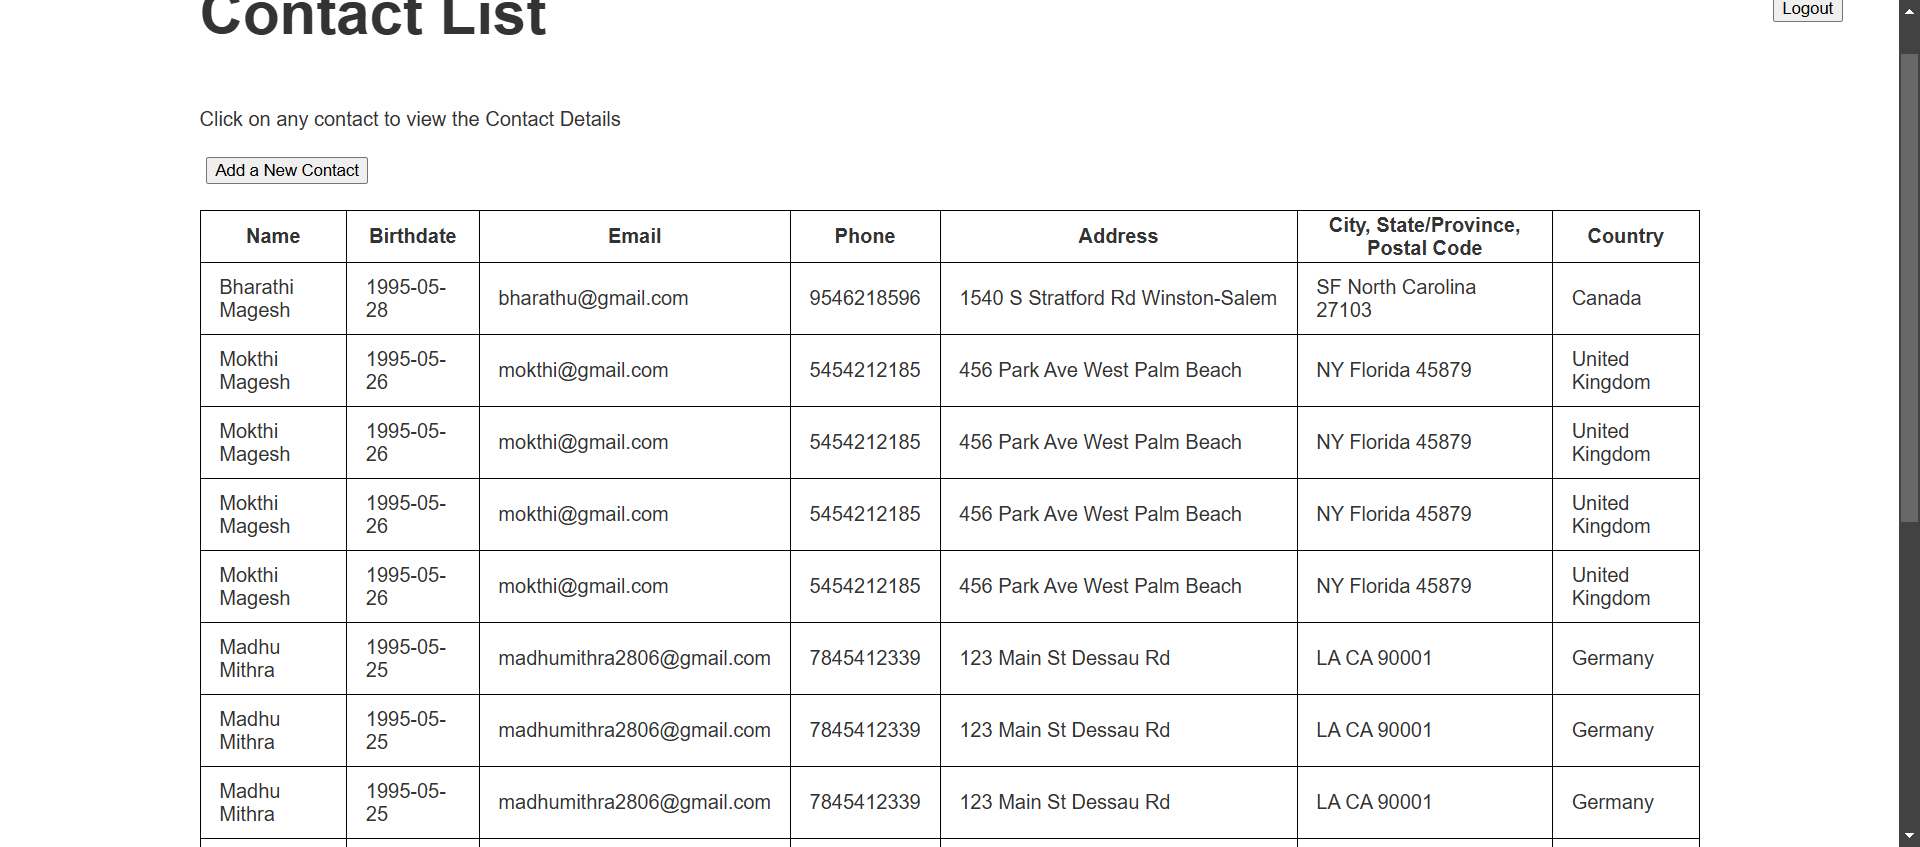 Contact List
Logout
Click on any contact to view the Contact Details
Add a New Contact
Name Birthdate Email Phone Address City, State/Province, Postal Code Country
Bharathi Magesh 1995-05-28 bharathu@gmail.com 9546218596 1540 S Stratford Rd Winston-Salem SF North Carolina 27103 Canada
Mokthi Magesh 1995-05-26 mokthi@gmail.com 5454212185 456 Park Ave West Palm Beach NY Florida 45879 United Kingdom
Mokthi Magesh 1995-05-26 mokthi@gmail.com 5454212185 456 Park Ave West Palm Beach NY Florida 45879 United Kingdom
Mokthi Magesh 1995-05-26 mokthi@gmail.com 5454212185 456 Park Ave West Palm Beach NY Florida 45879 United Kingdom
Mokthi Magesh 1995-05-26 mokthi@gmail.com 5454212185 456 Park Ave West Palm Beach NY Florida 45879 United Kingdom
Madhu Mithra 1995-05-25 madhumithra2806@gmail.com 7845412339 123 Main St Dessau Rd LA CA 90001 Germany
Madhu Mithra 1995-05-25 madhumithra2806@gmail.com 7845412339 123 Main St Dessau Rd LA CA 90001 Germany
Madhu Mithra 1995-05-25 madhumithra2806@gmail.com 7845412339 123 Main St Dessau Rd LA CA 90001 Germany